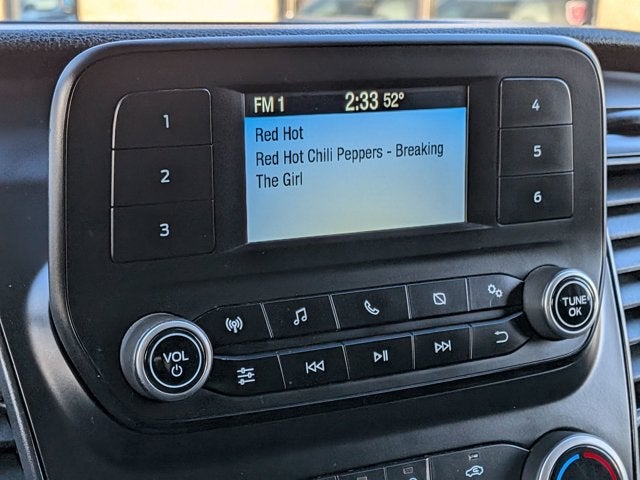 FM 1 2:33 52°
Red Hot
Red Hot Chili Peppers - Breaking
The Girl
1
2
3
4
5
6
VOL
TUNE
OK